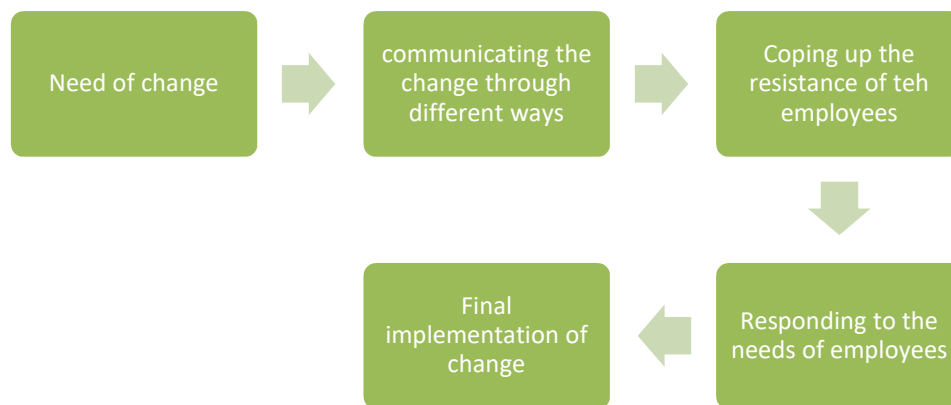 Need of change
communicating the
change through
different ways
Coping up the
resistance of teh
employees
Responding to the
needs of employees
Final
implementation of
change